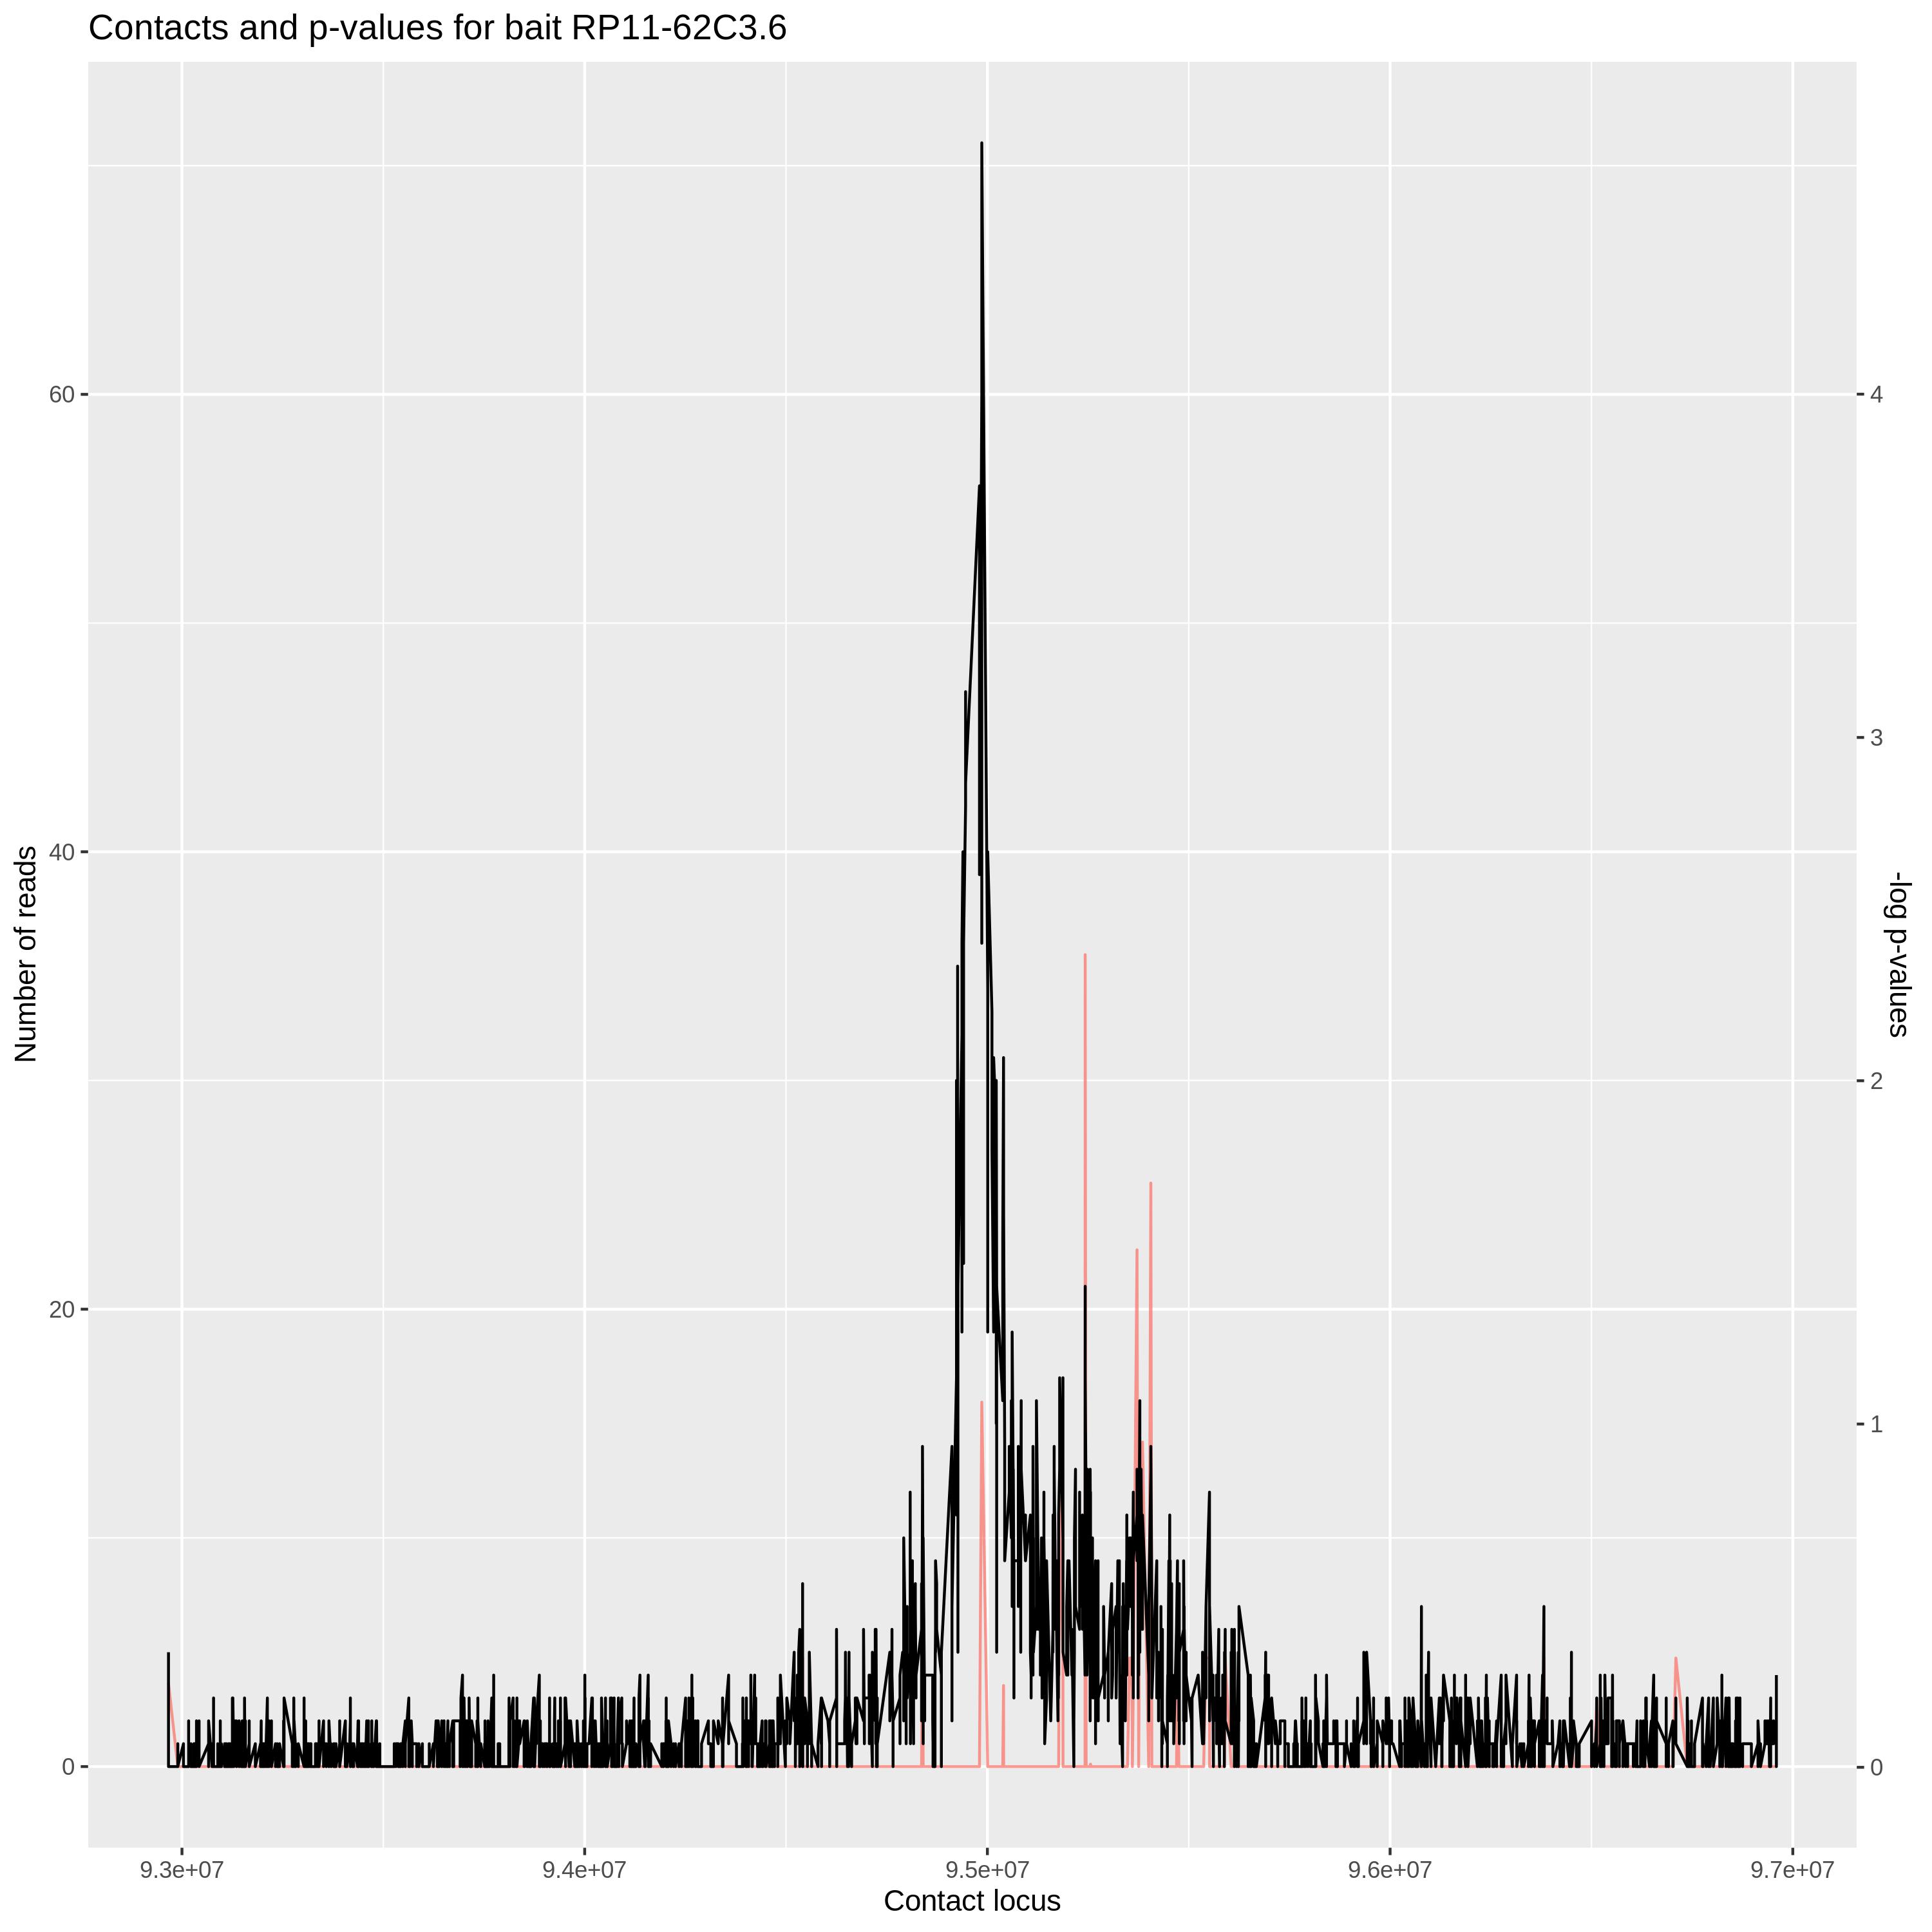 Contacts and p-values for bait RP11-62C3.6
Number of reads
60
40
20
0
4
3
2
1
0
-log p-values
9.3e+07 9.4e+07 9.5e+07 9.6e+07 9.7e+07
Contact locus